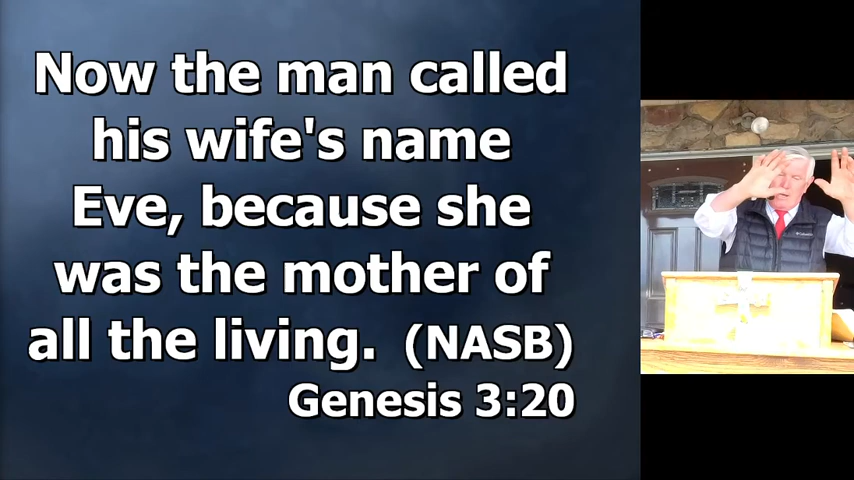 Now the man called
his wife's name
Eve, because she
was the mother of
all the living. (NASB)
Genesis 3:20